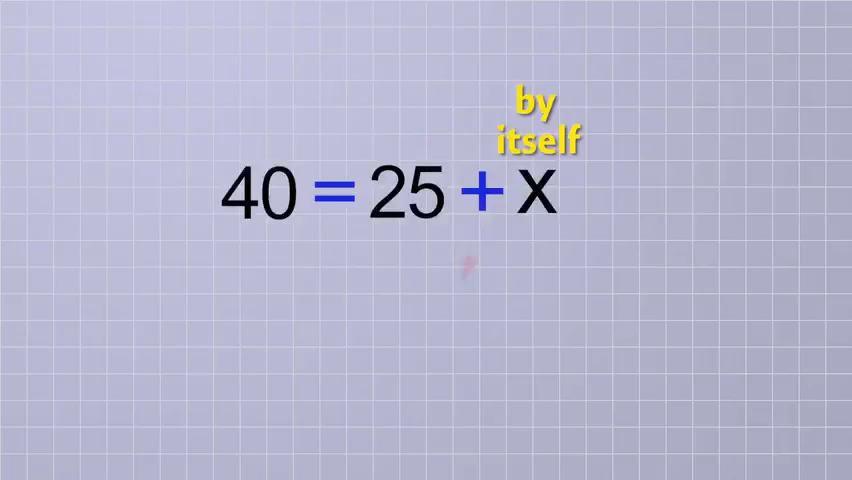 by
itself
40 = 25 + x